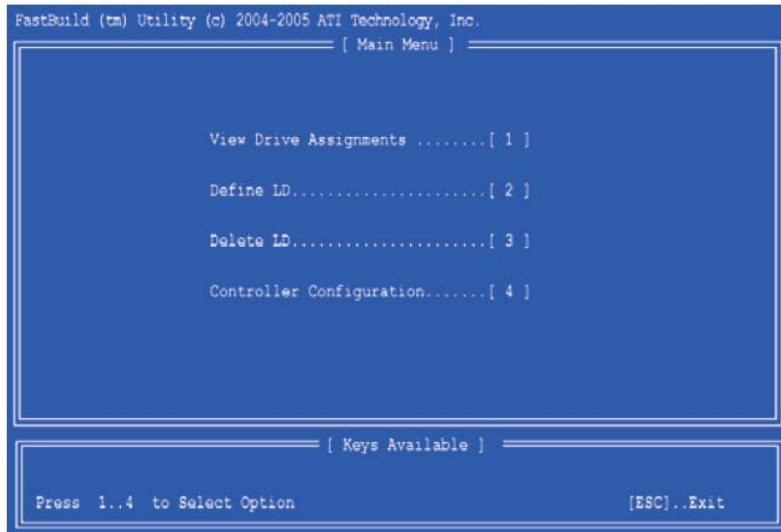 FastBuild (tm) Utility (c) 2004-2005 ATI Technology, Inc.
[ Main Menu ]
View Drive Assignments ........[ 1 ]
Define LD......................[ 2 ]
Delete LD......................[ 3 ]
Controller Configuration.......[ 4 ]
[ Keys Available ]
Press 1..4 to Select Option [ESC]..Exit